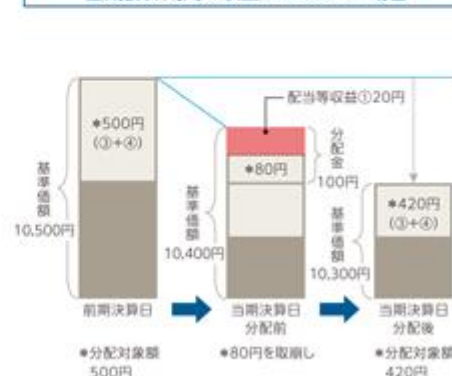 配当等収益①20円
*500円
(③+④)
*80円
分配金
100円
基準価額
10,500円
基準価額
10,400円
基準価額
10,300円
*420円
(③+④)
前期決算日
当期決算日
分配前
当期決算日
分配後
*分配対象額
500円
*80円を取崩し
*分配対象額
420円